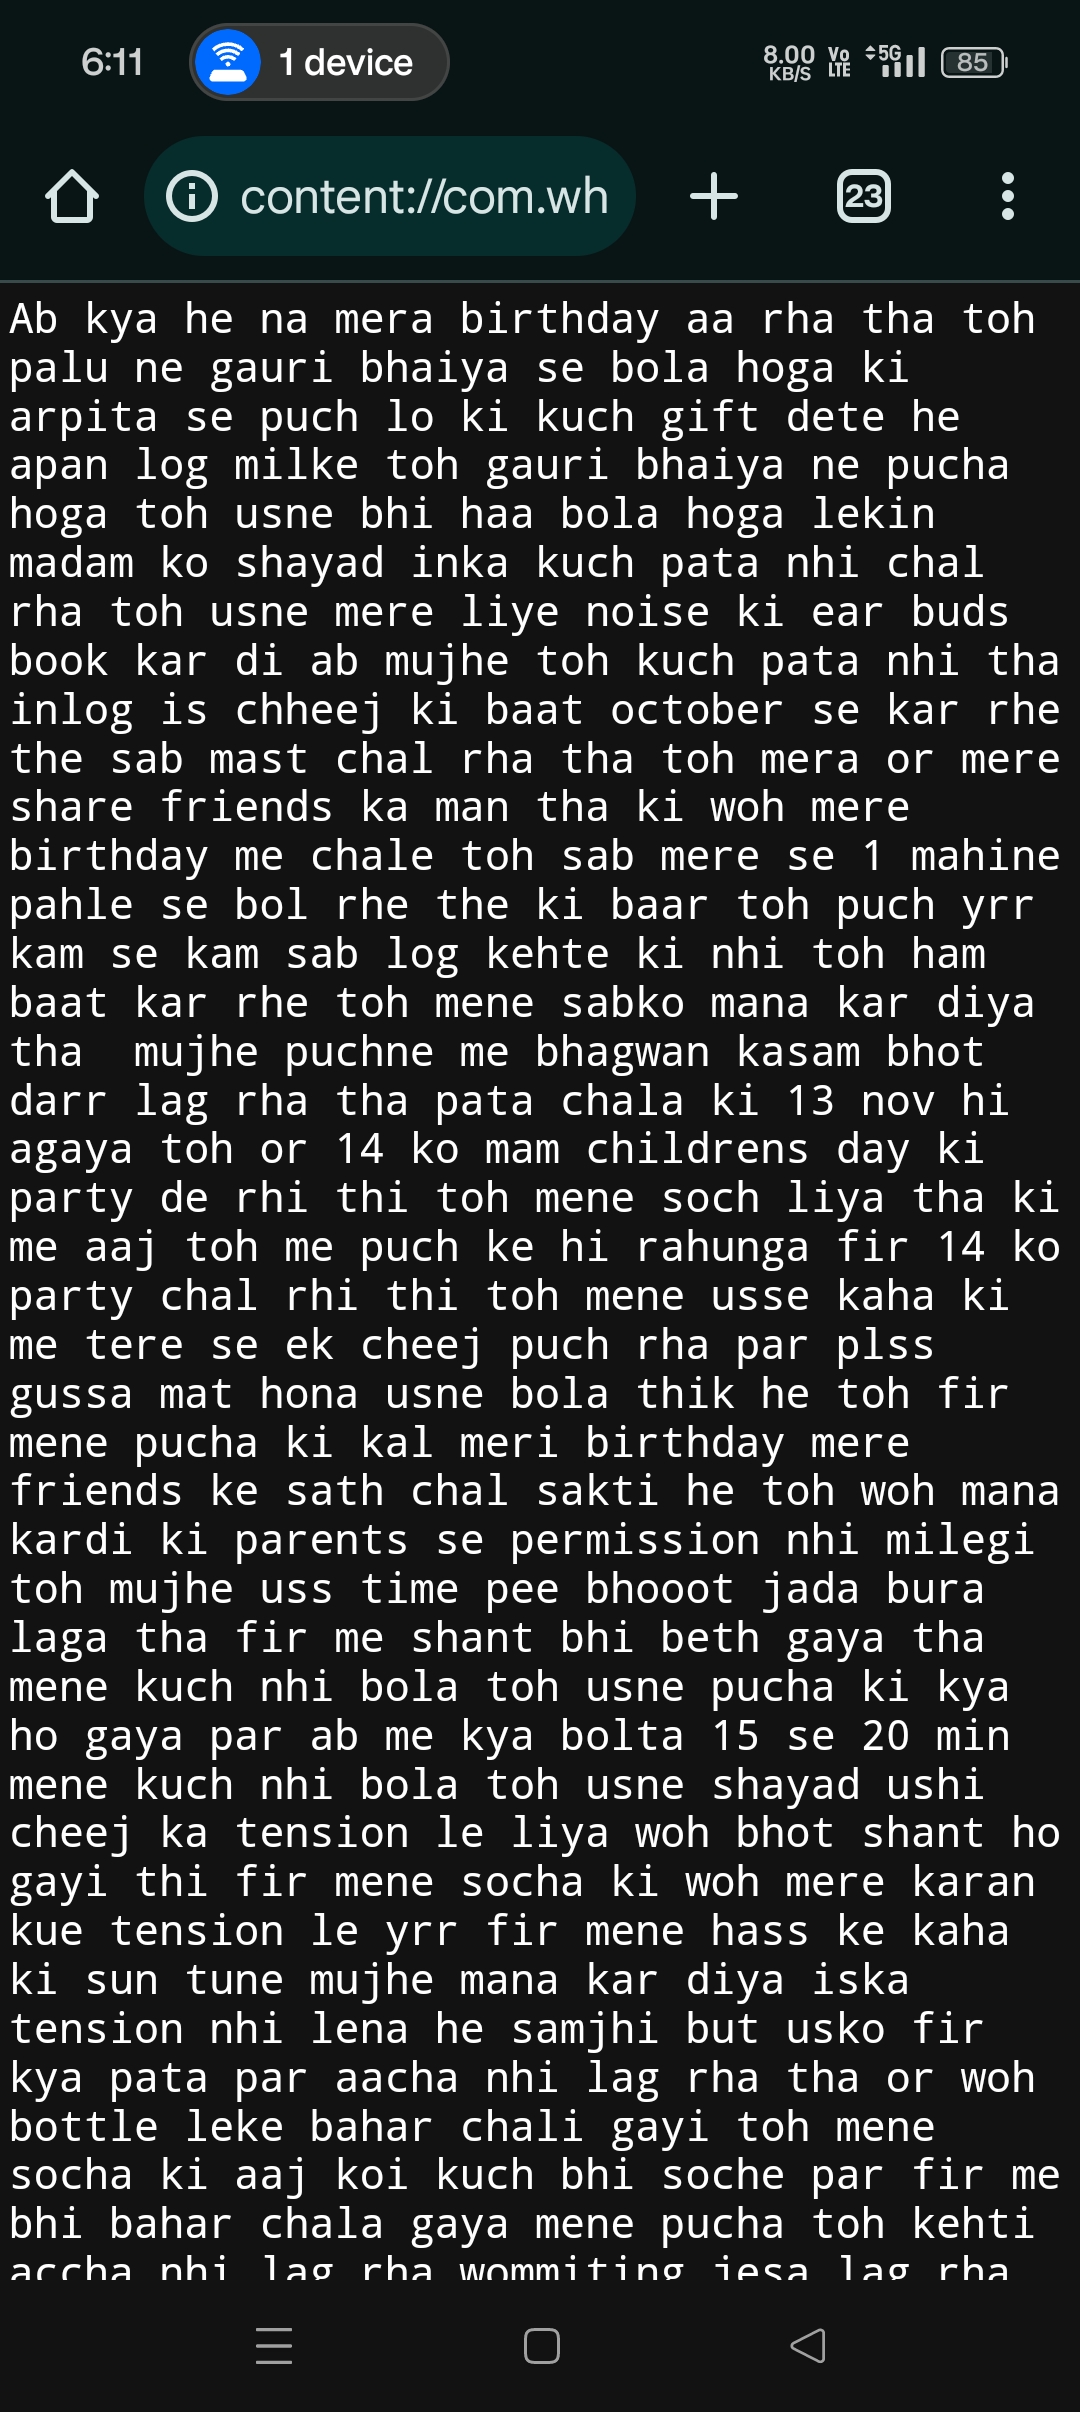 6:11
1 device
8.00
KB/S
Vo
LTE
5G
85
content://com.wh
23
Ab kya he na mera birthday aa rha tha toh
palu ne gauri bhaiya se bola hoga ki
arpita se puch lo ki kuch gift dete he
apan log milke toh gauri bhaiya ne pucha
hoga toh usne bhi haa bola hoga lekin
madam ko shayad inka kuch pata nhi chal
rha toh usne mere liye noise ki ear buds
book kar di ab mujhe toh kuch pata nhi tha
inlog is chheej ki baat october se kar rhe
the sab mast chal rha tha toh mera or mere
share friends ka man tha ki woh mere
birthday me chale toh sab mere se 1 mahine
pahle se bol rhe the ki baar toh puch yrr
kam se kam sab log kehte ki nhi toh ham
baat kar rhe toh mene sabko mana kar diya
tha  mujhe puchne me bhagwan kasam bhot
darr lag rha tha pata chala ki 13 nov hi
agaya toh or 14 ko mam childrens day ki
party de rhi thi toh mene soch liya tha ki
me aaj toh me puch ke hi rahunga fir 14 ko
party chal rhi thi toh mene usse kaha ki
me tere se ek cheej puch rha par plss
gussa mat hona usne bola thik he toh fir
mene pucha ki kal meri birthday mere
friends ke sath chal sakti he toh woh mana
kardi ki parents se permission nhi milegi
toh mujhe uss time pee bhooot jada bura
laga tha fir me shant bhi beth gaya tha
mene kuch nhi bola toh usne pucha ki kya
ho gaya par ab me kya bolta 15 se 20 min
mene kuch nhi bola toh usne shayad ushi
cheej ka tension le liya woh bhot shant ho
gayi thi fir mene socha ki woh mere karan
kue tension le yrr fir mene hass ke kaha
ki sun tune mujhe mana kar diya iska
tension nhi lena he samjhi but usko fir
kya pata par aacha nhi lag rha tha or woh
bottle leke bahar chali gayi toh mene
socha ki aaj koi kuch bhi soche par fir me
bhi bahar chala gaya mene pucha toh kehti
accha nhi lag rha wommiting jesa lag rha